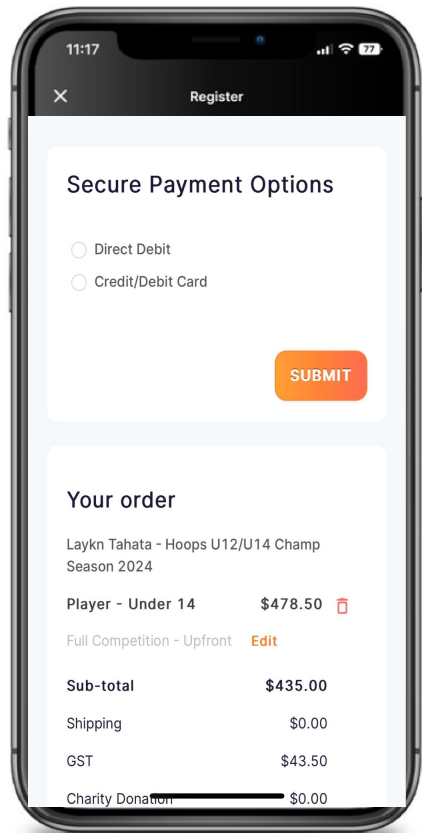 11:17
77
Register
Secure Payment Options
Direct Debit
Credit/Debit Card
SUBMIT
Your order
Laykn Tahata - Hoops U12/U14 Champ
Season 2024
Player - Under 14 $478.50
Full Competition - Upfront Edit
Sub-total $435.00
Shipping $0.00
GST $43.50
Charity Donation $0.00